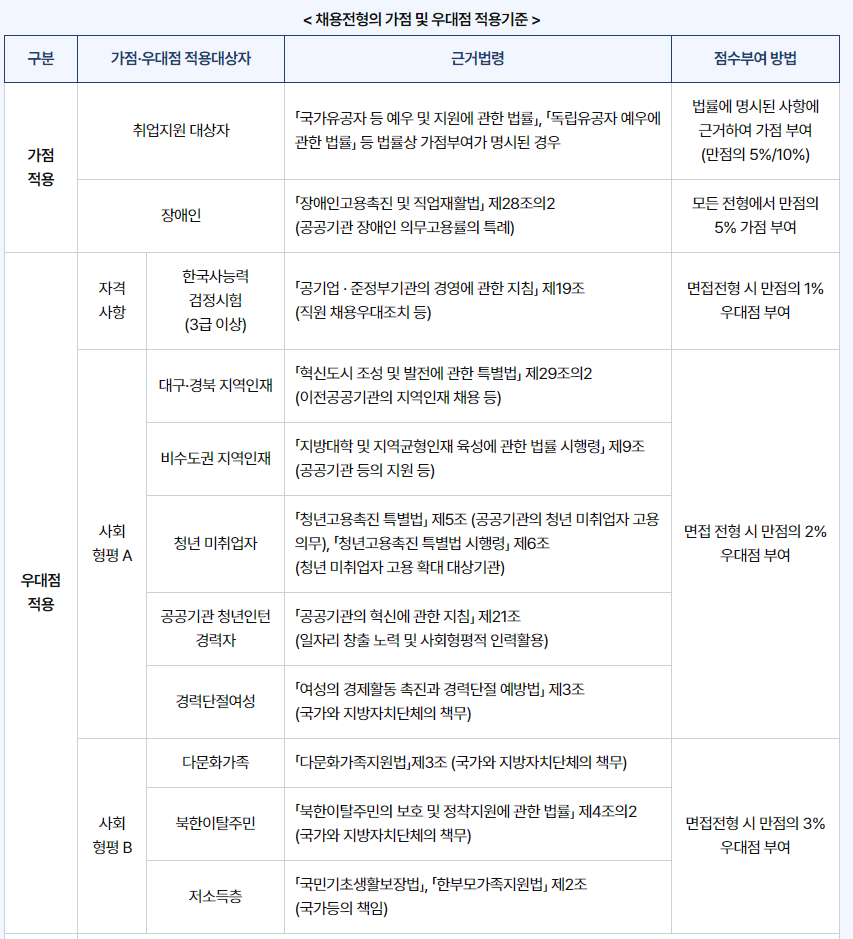 < 채용전형의 가점 및 우대점 적용기준 >
구분 가점·우대점 적용대상자 근거법령 점수부여 방법
가점
적용
취업지원 대상자
「국가유공자 등 예우 및 지원에 관한 법률」, 「독립유공자 예우에
관한 법률」 등 법률상 가점부여가 명시된 경우
법률에 명시된 사항에
근거하여 가점 부여
(만점의 5%/10%)
장애인
「장애인고용촉진 및 직업재활법」 제28조의2
(공공기관 장애인 의무고용률의 특례)
모든 전형에서 만점의
5% 가점 부여
우대점
적용
자격
사항
한국사능력
검정시험
(3급 이상)
「공기업 · 준정부기관의 경영에 관한 지침」 제19조
(직원 채용우대조치 등)
면접전형 시 만점의 1%
우대점 부여
사회
형평 A
대구·경북 지역인재
「혁신도시 조성 및 발전에 관한 특별법」 제29조의2
(이전공공기관의 지역인재 채용 등)
비수도권 지역인재
「지방대학 및 지역균형인재 육성에 관한 법률 시행령」 제9조
(공공기관 등의 지원 등)
청년 미취업자
「청년고용촉진 특별법」 제5조 (공공기관의 청년 미취업자 고용
의무), 「청년고용촉진 특별법 시행령」 제6조
(청년 미취업자 고용 확대 대상기관)
공공기관 청년인턴
경력자
「공공기관의 혁신에 관한 지침」 제21조
(일자리 창출 노력 및 사회형평적 인력활용)
경력단절여성
「여성의 경제활동 촉진과 경력단절 예방법」 제3조
(국가와 지방자치단체의 책무)
면접 전형 시 만점의 2%
우대점 부여
사회
형평 B
다문화가족
「다문화가족지원법」제3조 (국가와 지방자치단체의 책무)
북한이탈주민
「북한이탈주민의 보호 및 정착지원에 관한 법률」 제4조의2
(국가와 지방자치단체의 책무)
저소득층
「국민기초생활보장법」, 「한부모가족지원법」 제2조
(국가등의 책임)
면접전형 시 만점의 3%
우대점 부여